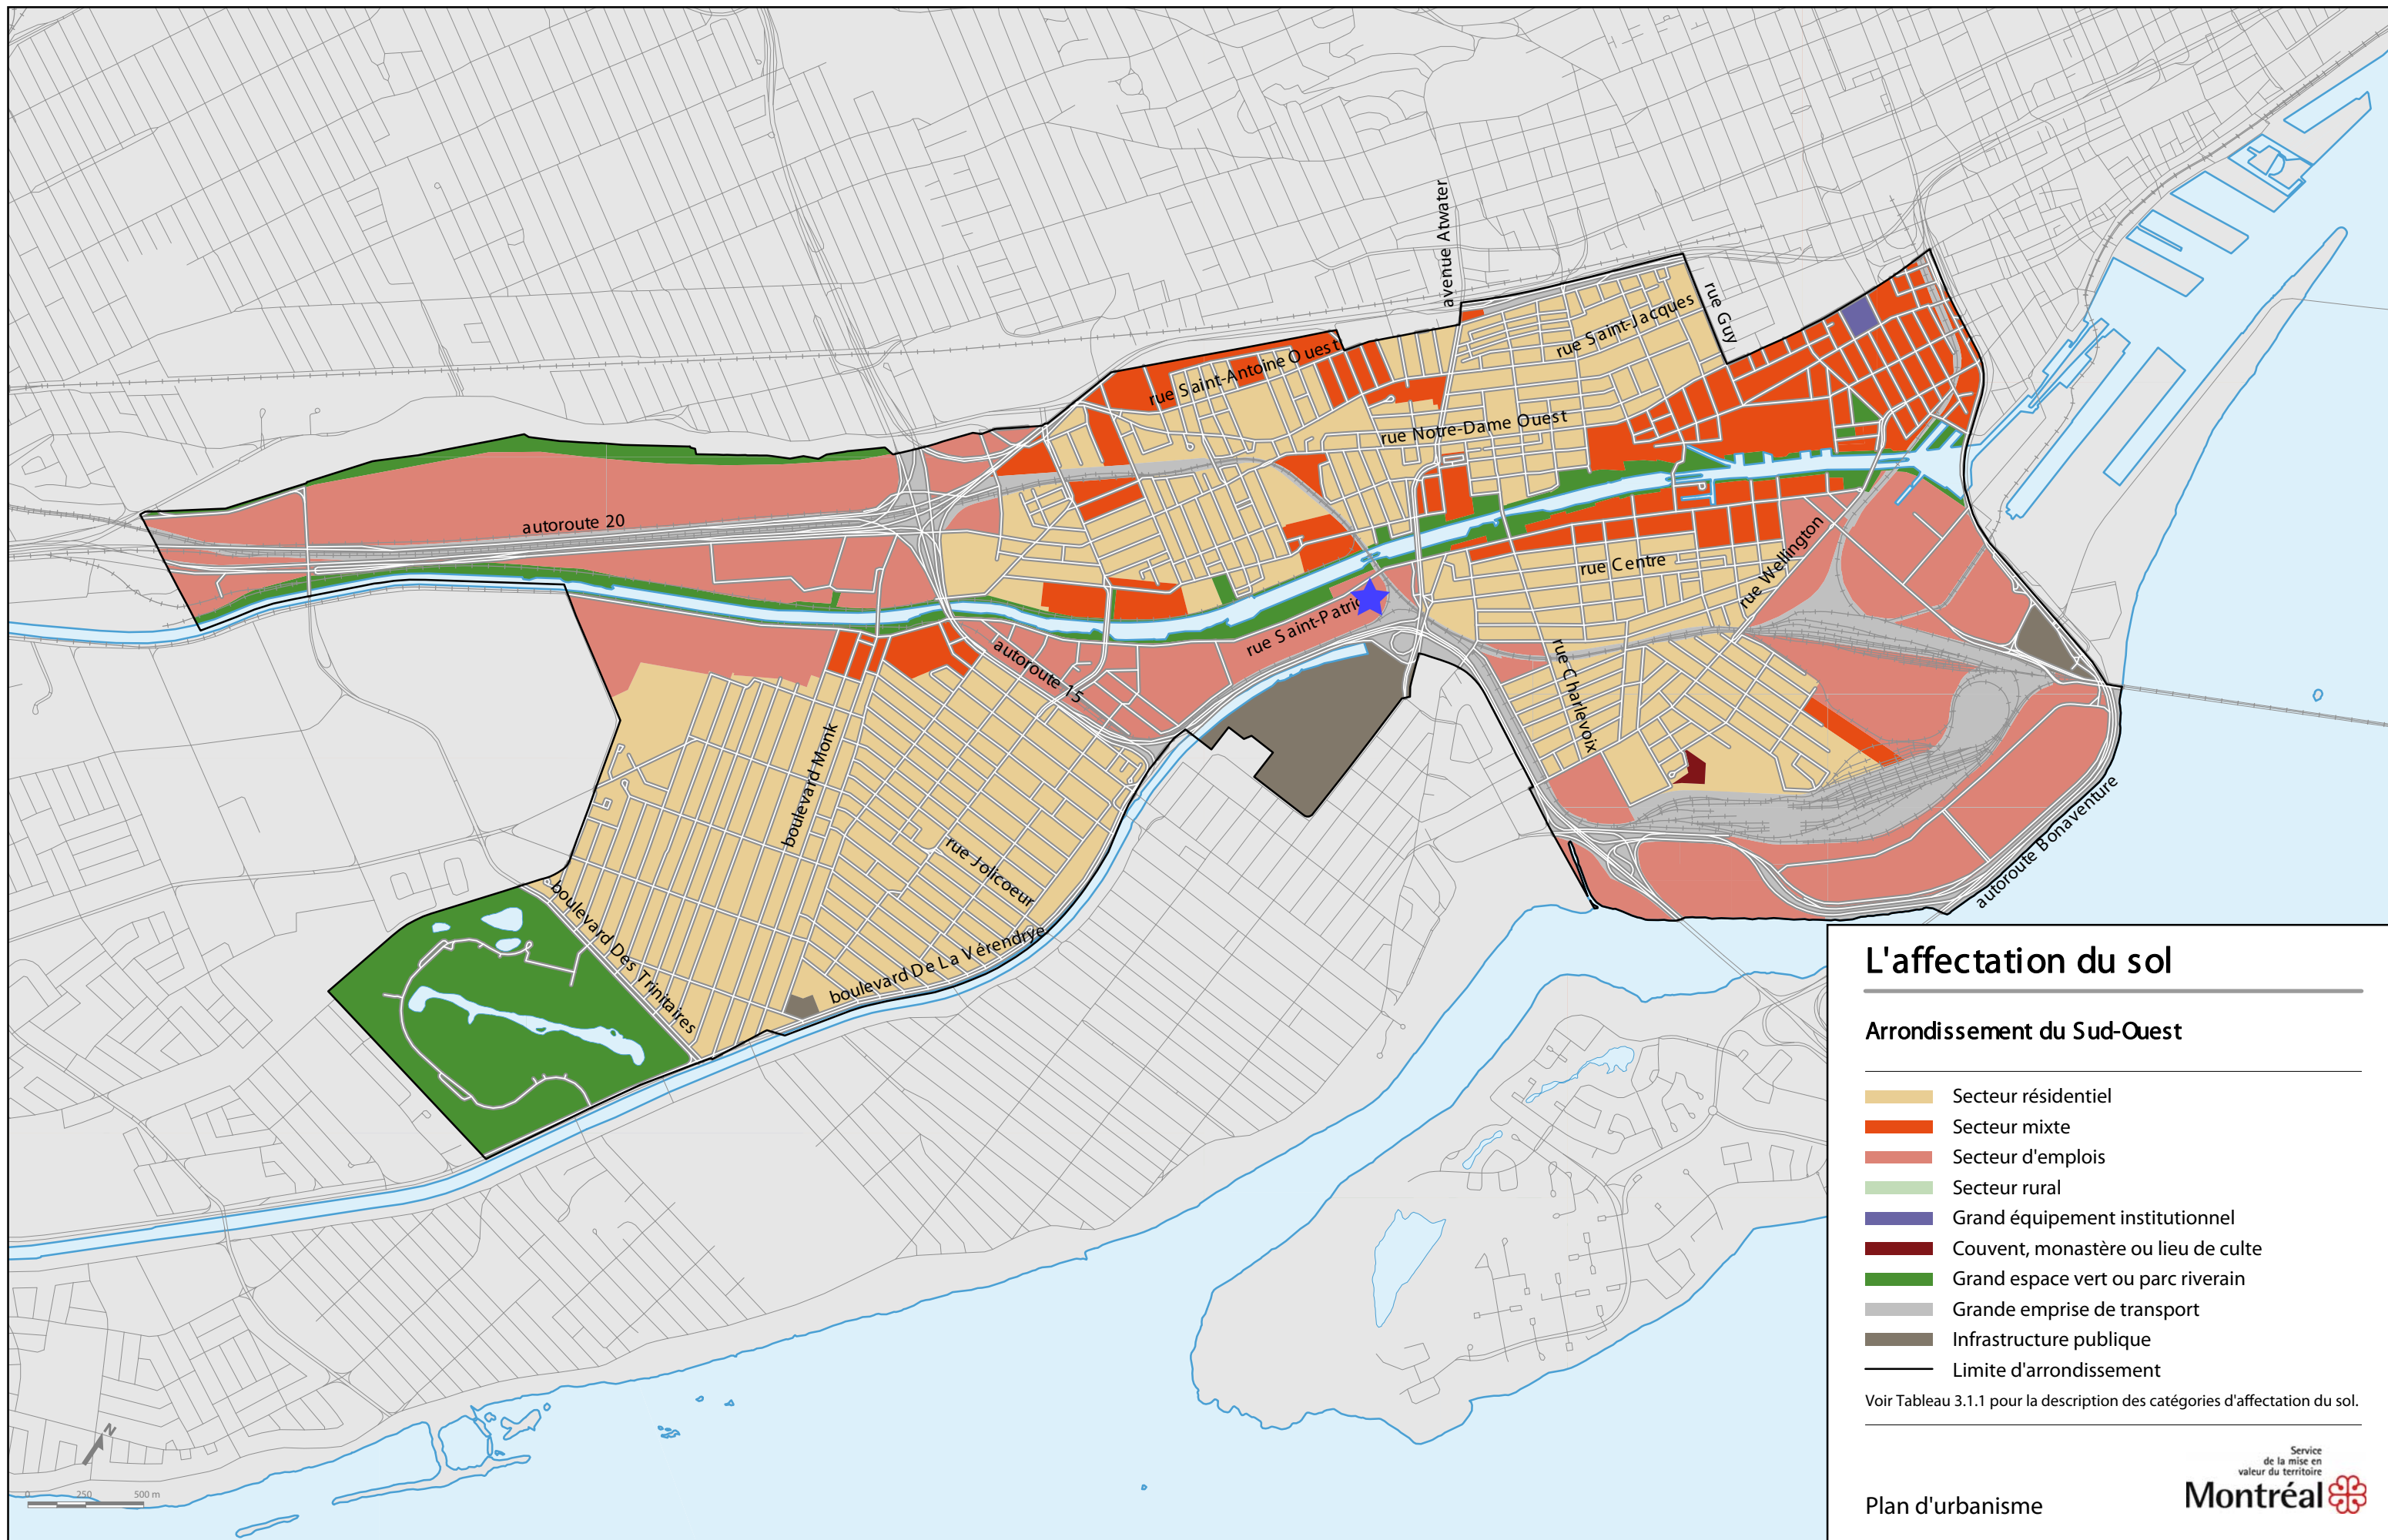 avenue Atwater
rue Guy
rue Saint-Jacques
rue Saint-Antoine Ouest
rue Notre-Dame Ouest
autoroute 20
rue Centre
rue Wellington
rue Saint-Patric
autoroute 15
rue Charlevoix
boulevard Monk
rue Jolicoeur
autoroute Bonaventure
boulevard Des Trinitaires
boulevard De La Vérendrye
L'affectation du sol
Arrondissement du Sud-Ouest
Secteur résidentiel
Secteur mixte
Secteur d'emplois
Secteur rural
Grand équipement institutionnel
Couvent, monastère ou lieu de culte
Grand espace vert ou parc riverain
Grande emprise de transport
Infrastructure publique
Limite d'arrondissement
Voir Tableau 3.1.1 pour la description des catégories d'affectation du sol.
N
0 250 500 m
Service
de la mise en
valeur du territoire
Montréal
Plan d'urbanisme